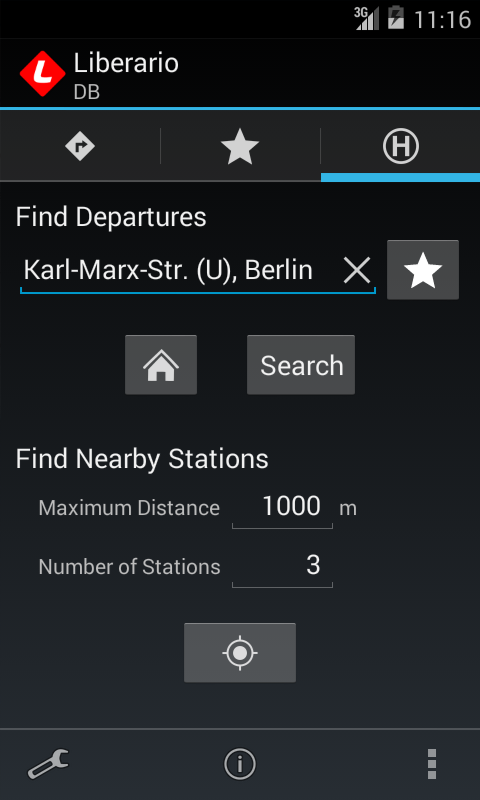 3G 11:16
Liberario
DB
H
Find Departures
Karl-Marx-Str. (U), Berlin
Search
Find Nearby Stations
Maximum Distance 1000 m
Number of Stations 3